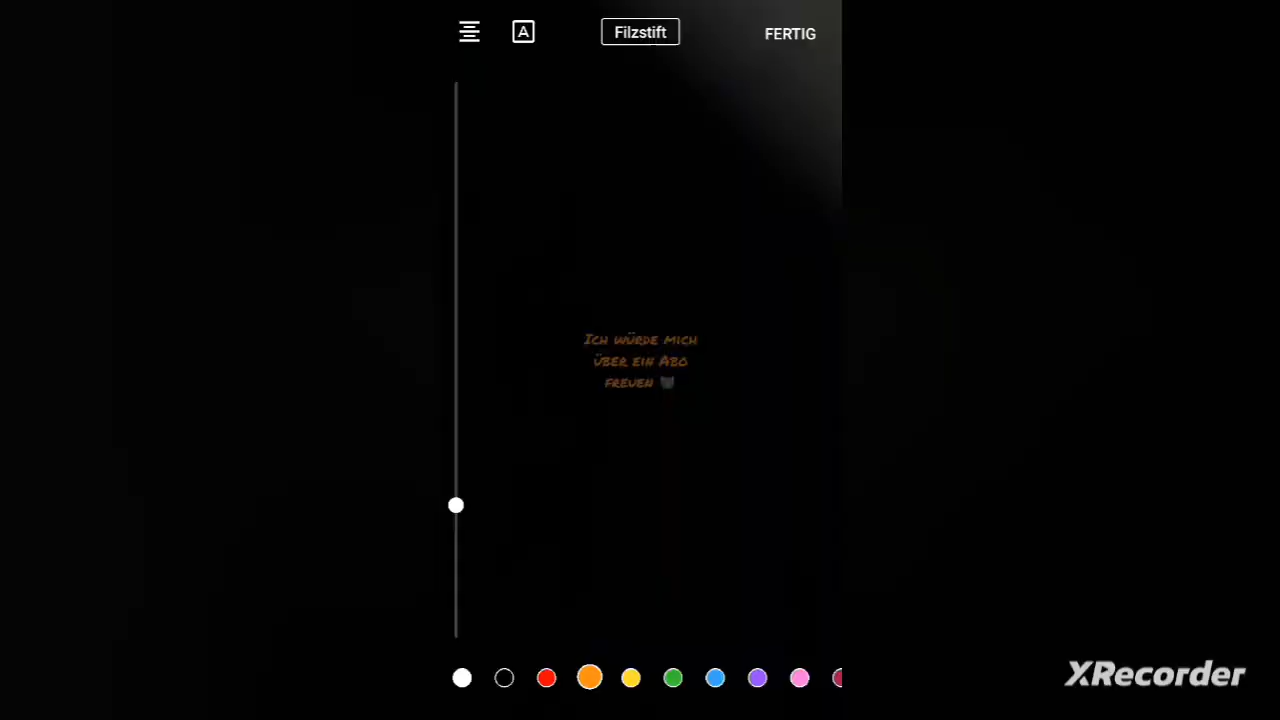 A
Filzstift
FERTIG
Ich würde mich
über ein Abo
freuen
XRecorder